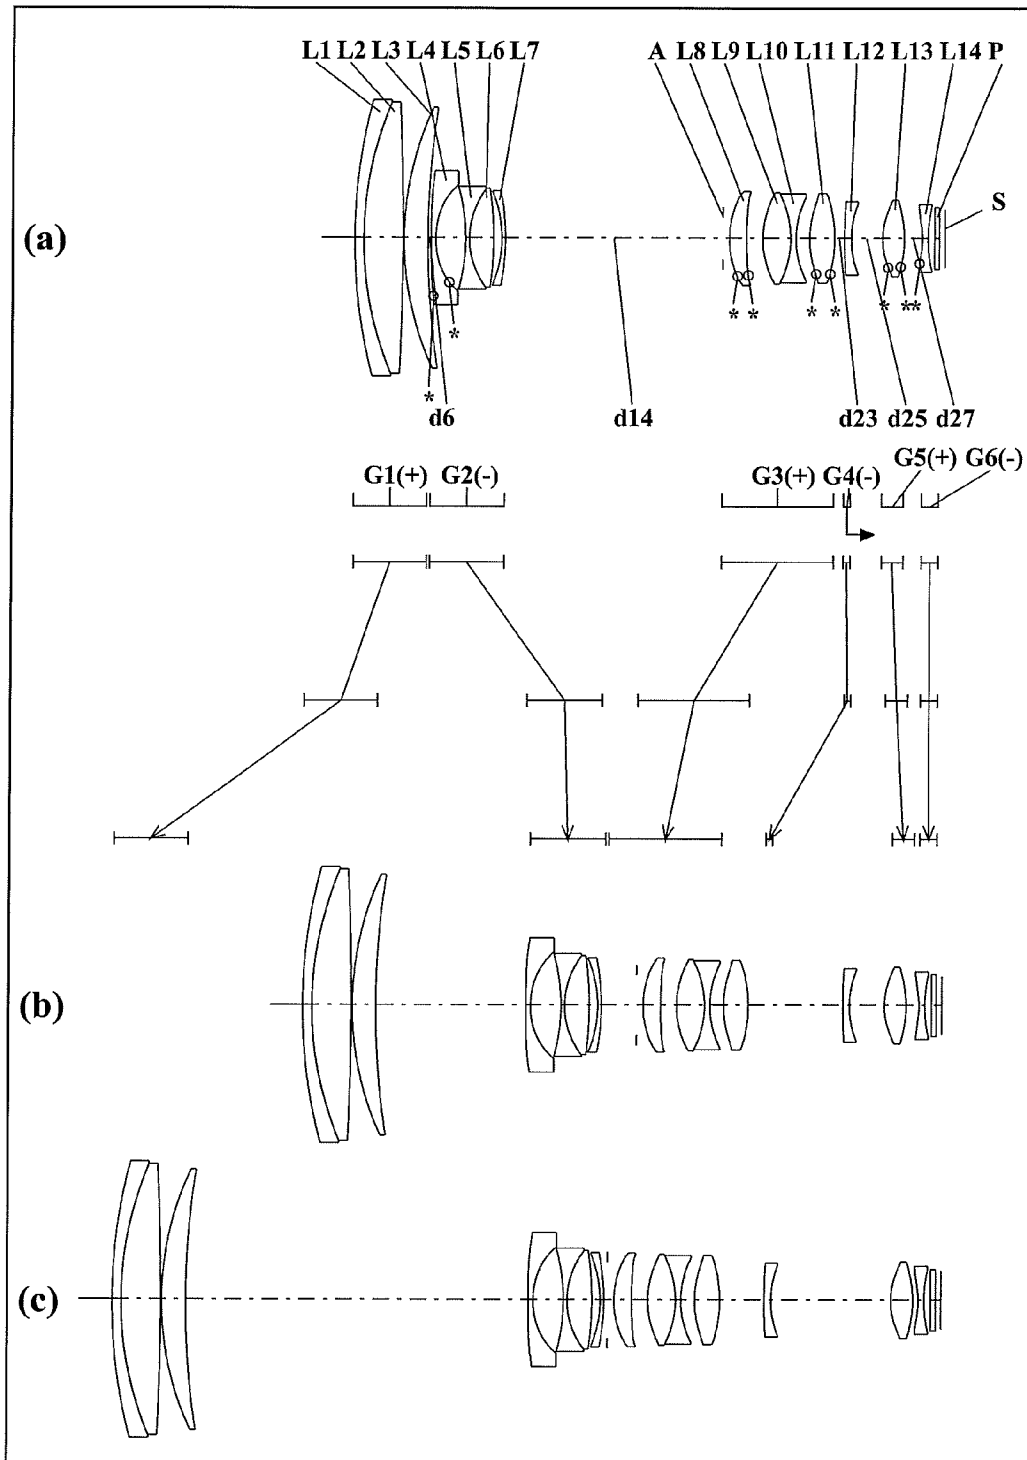 L1 L2 L3 L4 L5 L6 L7 A L8 L9 L10 L11 L12 L13 L14 P
S
(a)
* * * * * * * * *
d6 d14 d23 d25 d27
G1(+) G2(-) G3(+) G4(-) G5(+) G6(-)
(b)
(c)